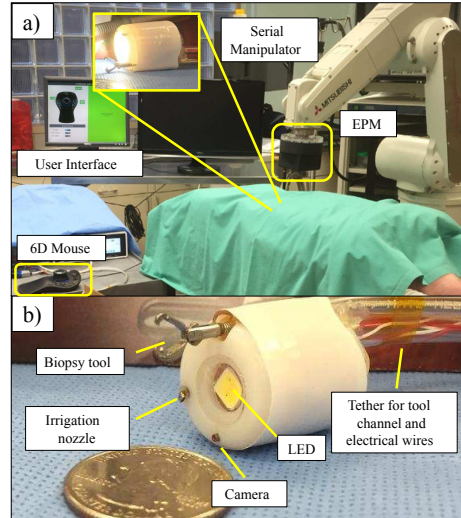 a)
Serial
Manipulator
MITSUBISHI
EPM
User Interface
6D Mouse
b)
Biopsy tool
Irrigation
nozzle
Camera
LED
Tether for tool
channel and
electrical wires